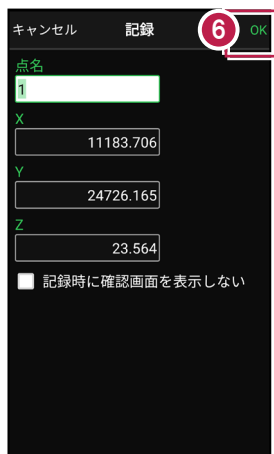 キャンセル 記録 6 OK
点名
1
X
11183.706
Y
24726.165
Z
23.564
記録時に確認画面を表示しない